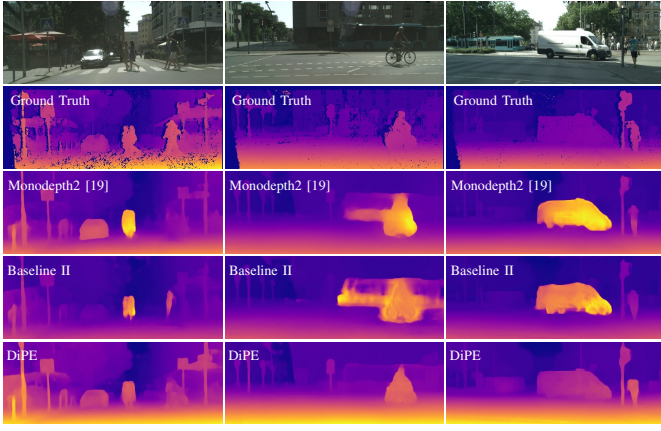 Ground Truth
Ground Truth
Ground Truth
Monodepth2 [19]
Monodepth2 [19]
Monodepth2 [19]
Baseline II
Baseline II
Baseline II
DiPE
DiPE
DiPE